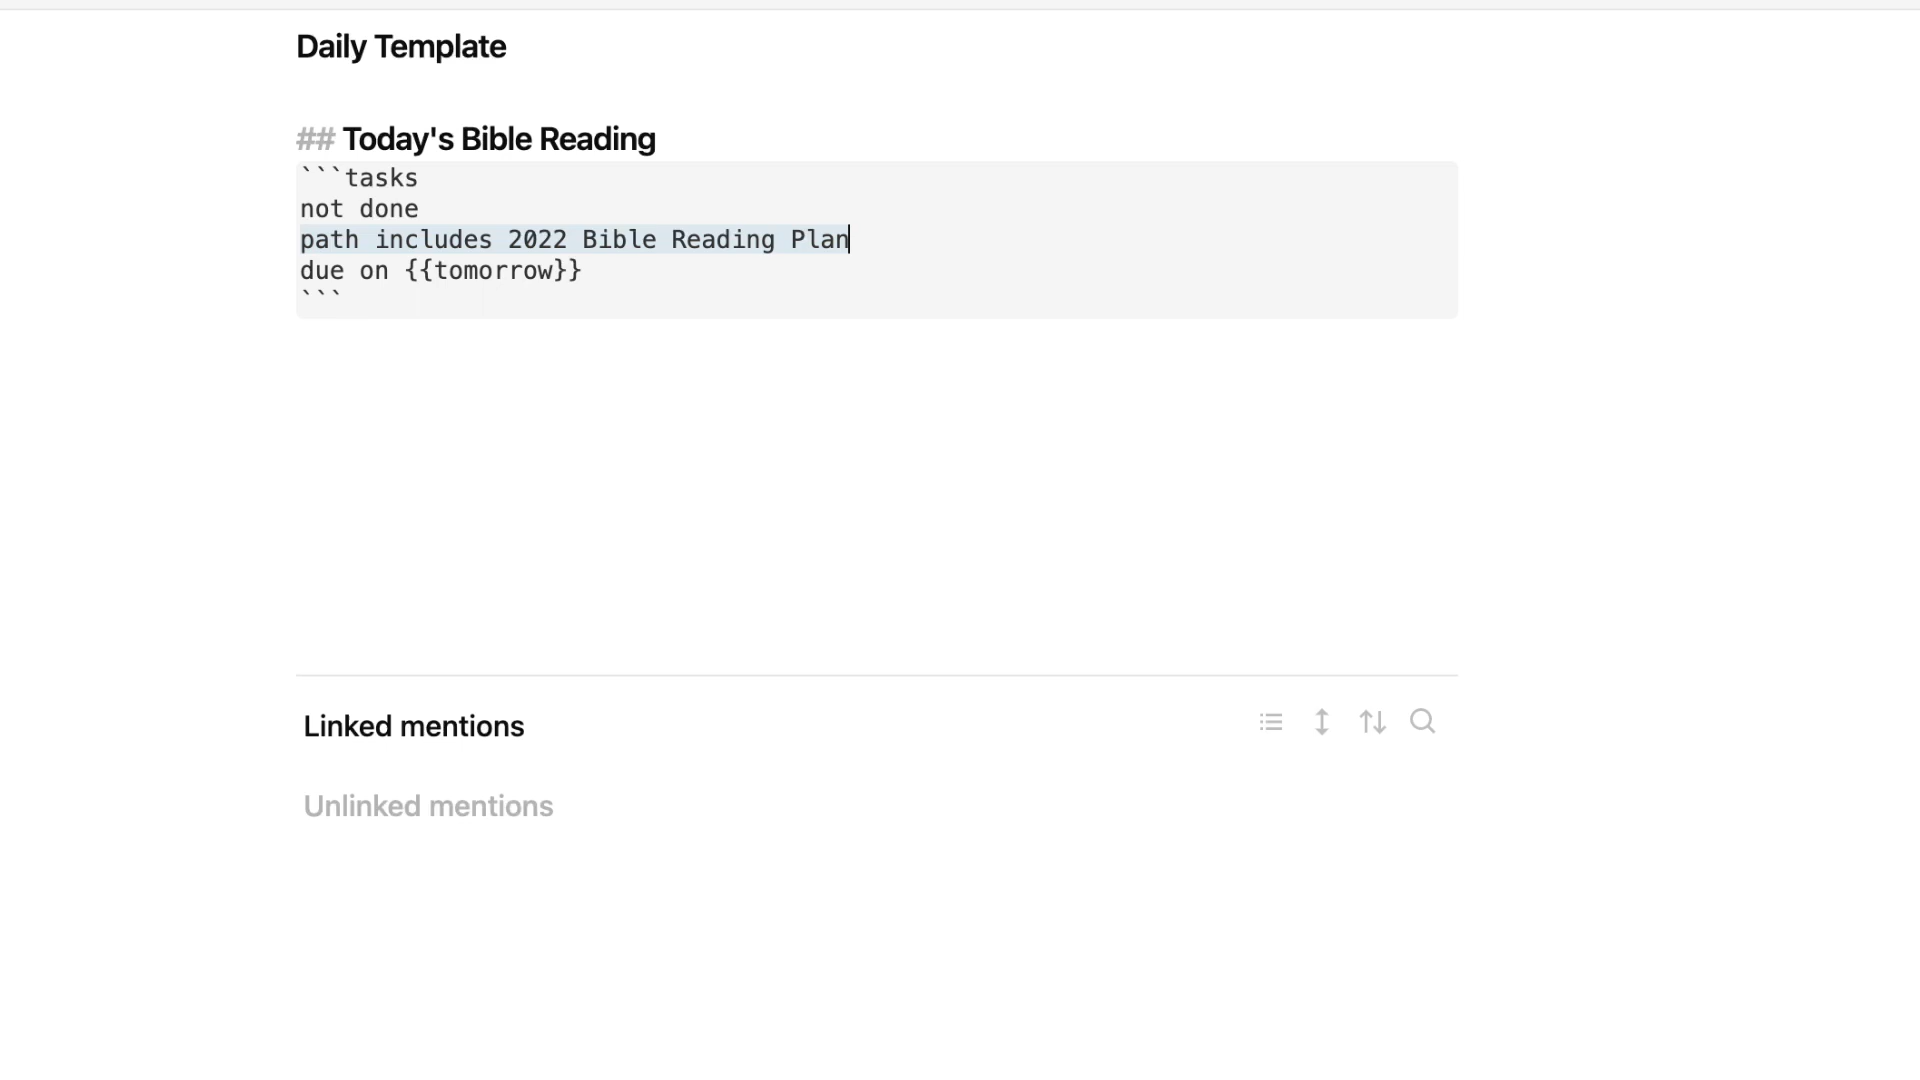 Daily Template
## Today's Bible Reading
```tasks
not done
path includes 2022 Bible Reading Plan
due on {{tomorrow}}
```
Linked mentions
Unlinked mentions